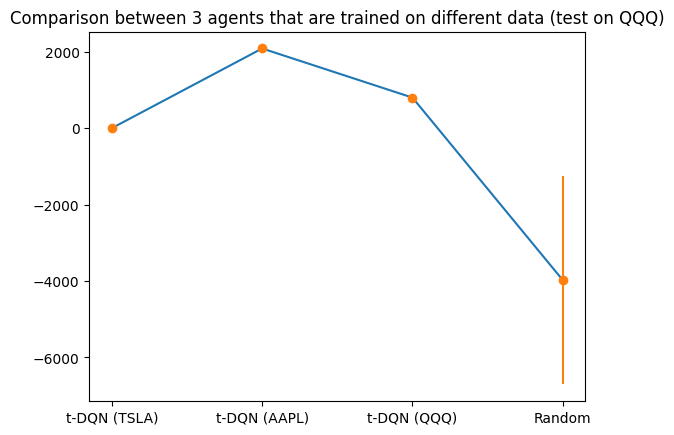 Comparison between 3 agents that are trained on different data (test on QQQ)
2000
0
−2000
−4000
−6000
t-DQN (TSLA) t-DQN (AAPL) t-DQN (QQQ) Random